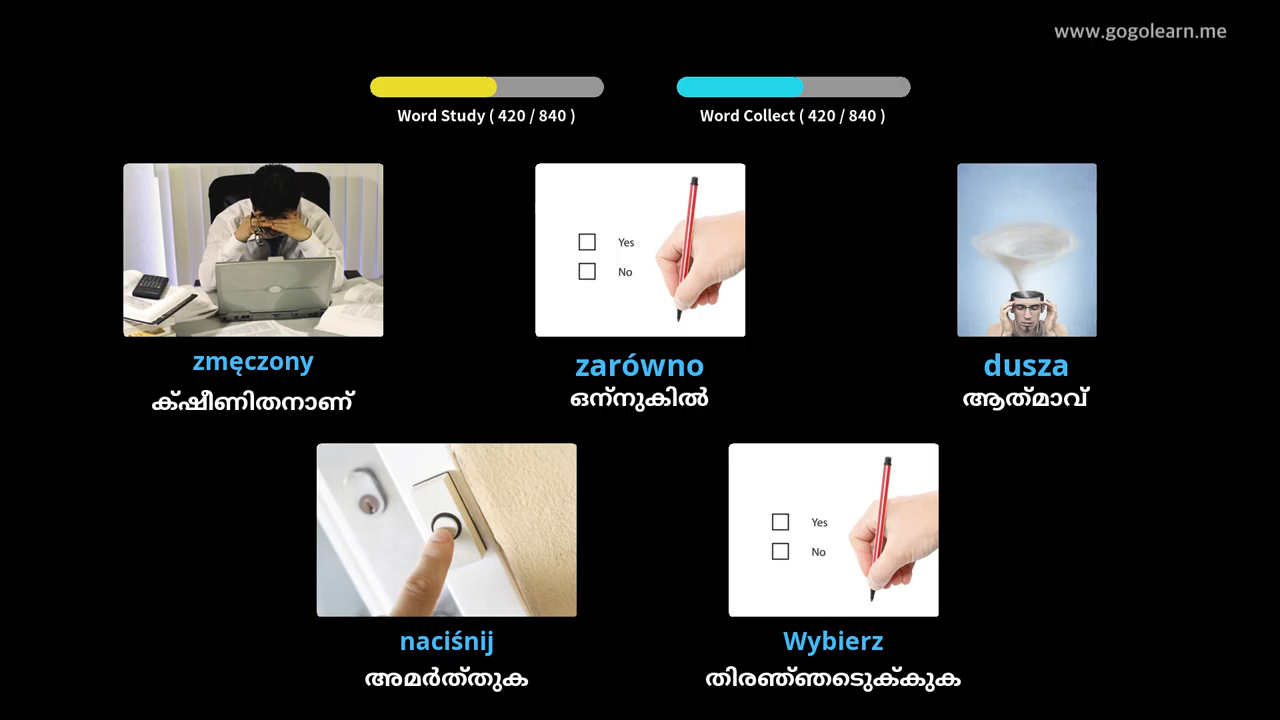 www.gogolearn.me
Word Study ( 420 / 840 )
Word Collect ( 420 / 840 )
Yes
No
zmęczony
ക്ഷീണിതനാണ്
zarówno
ഒന്നുകിൽ
dusza
ആത്മാവ്
Yes
No
naciśnij
അമർത്തുക
Wybierz
തിരഞ്ഞെടുക്കുക